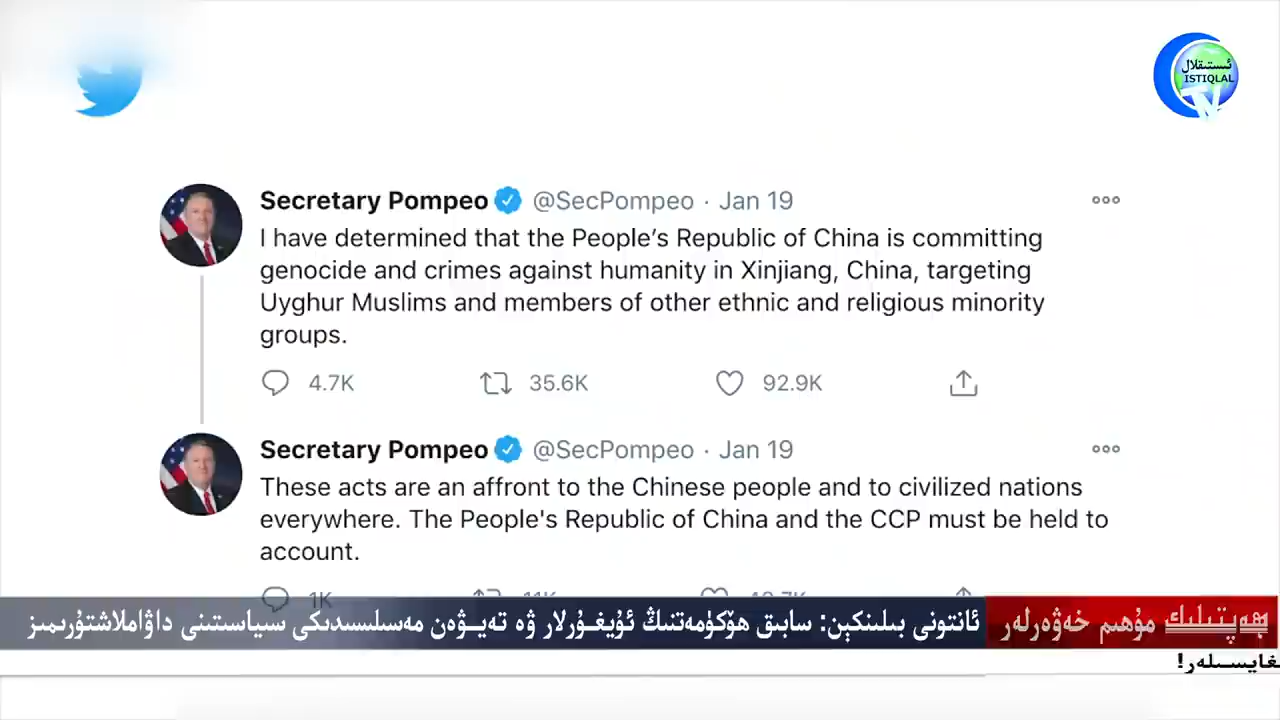 ئىستىقلال
ISTIQLAL
TV
Secretary Pompeo @SecPompeo · Jan 19
I have determined that the People’s Republic of China is committing
genocide and crimes against humanity in Xinjiang, China, targeting
Uyghur Muslims and members of other ethnic and religious minority
groups.
4.7K 35.6K 92.9K
Secretary Pompeo @SecPompeo · Jan 19
These acts are an affront to the Chinese people and to civilized nations
everywhere. The People's Republic of China and the CCP must be held to
account.
1K 11K
ھەپتىلىك مۇھىم خەۋەرلەر
ئانتونى بىلىنكېن: سابىق ھۆكۈمەتنىڭ ئۇيغۇرلار ۋە تەيۋەن مەسىلىسىدىكى سىياسىتىنى داۋاملاشتۇرىمىز